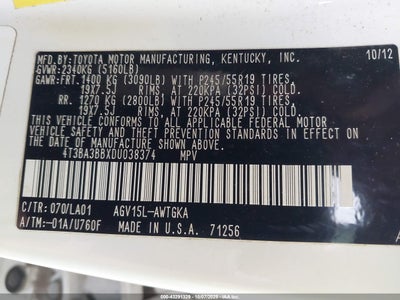 MFD.BY:TOYOTA MOTOR MANUFACTURING, KENTUCKY, INC. 10/12
GVWR:2340KG (5160LB)
GAWR:FRT. 1400 KG (3090LB) WITH P245/55R19 TIRES,
19X7.5J RIMS, AT 220KPA (32PSI) COLD.
RR. 1270 KG (2800LB) WITH P245/55R19 TIRES,
19X7.5J RIMS, AT 220KPA (32PSI) COLD.
THIS VEHICLE CONFORMS TO ALL APPLICABLE FEDERAL MOTOR
VEHICLE SAFETY, BUMPER, AND THEFT PREVENTION
STANDARDS IN EFFECT ON THE DATE OF MANUFACTURE
SHOWN ABOVE.
4T3BA3BBXDU038374 MPV
C/TR: 070/LA01 AGV15L-AWTGKA
A/TM:-01A/U760F MADE IN U.S.A. 71256